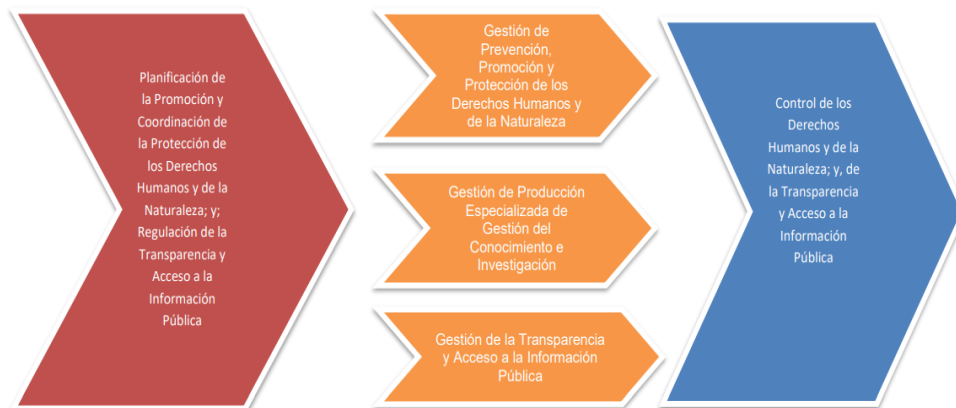 Planificación de
la Promoción y
Coordinación de
la Protección de
los Derechos
Humanos y de la
Naturaleza; y;
Regulación de la
Transparencia y
Acceso a la
Información
Pública
Gestión de
Prevención,
Promoción y
Protección de los
Derechos Humanos y
de la Naturaleza
Gestión de Producción
Especializada de
Gestión del
Conocimiento e
Investigación
Gestión de la Transparencia
y Acceso a la Información
Pública
Control de los
Derechos
Humanos y de la
Naturaleza; y, de
la Transparencia
y Acceso a la
Información
Pública